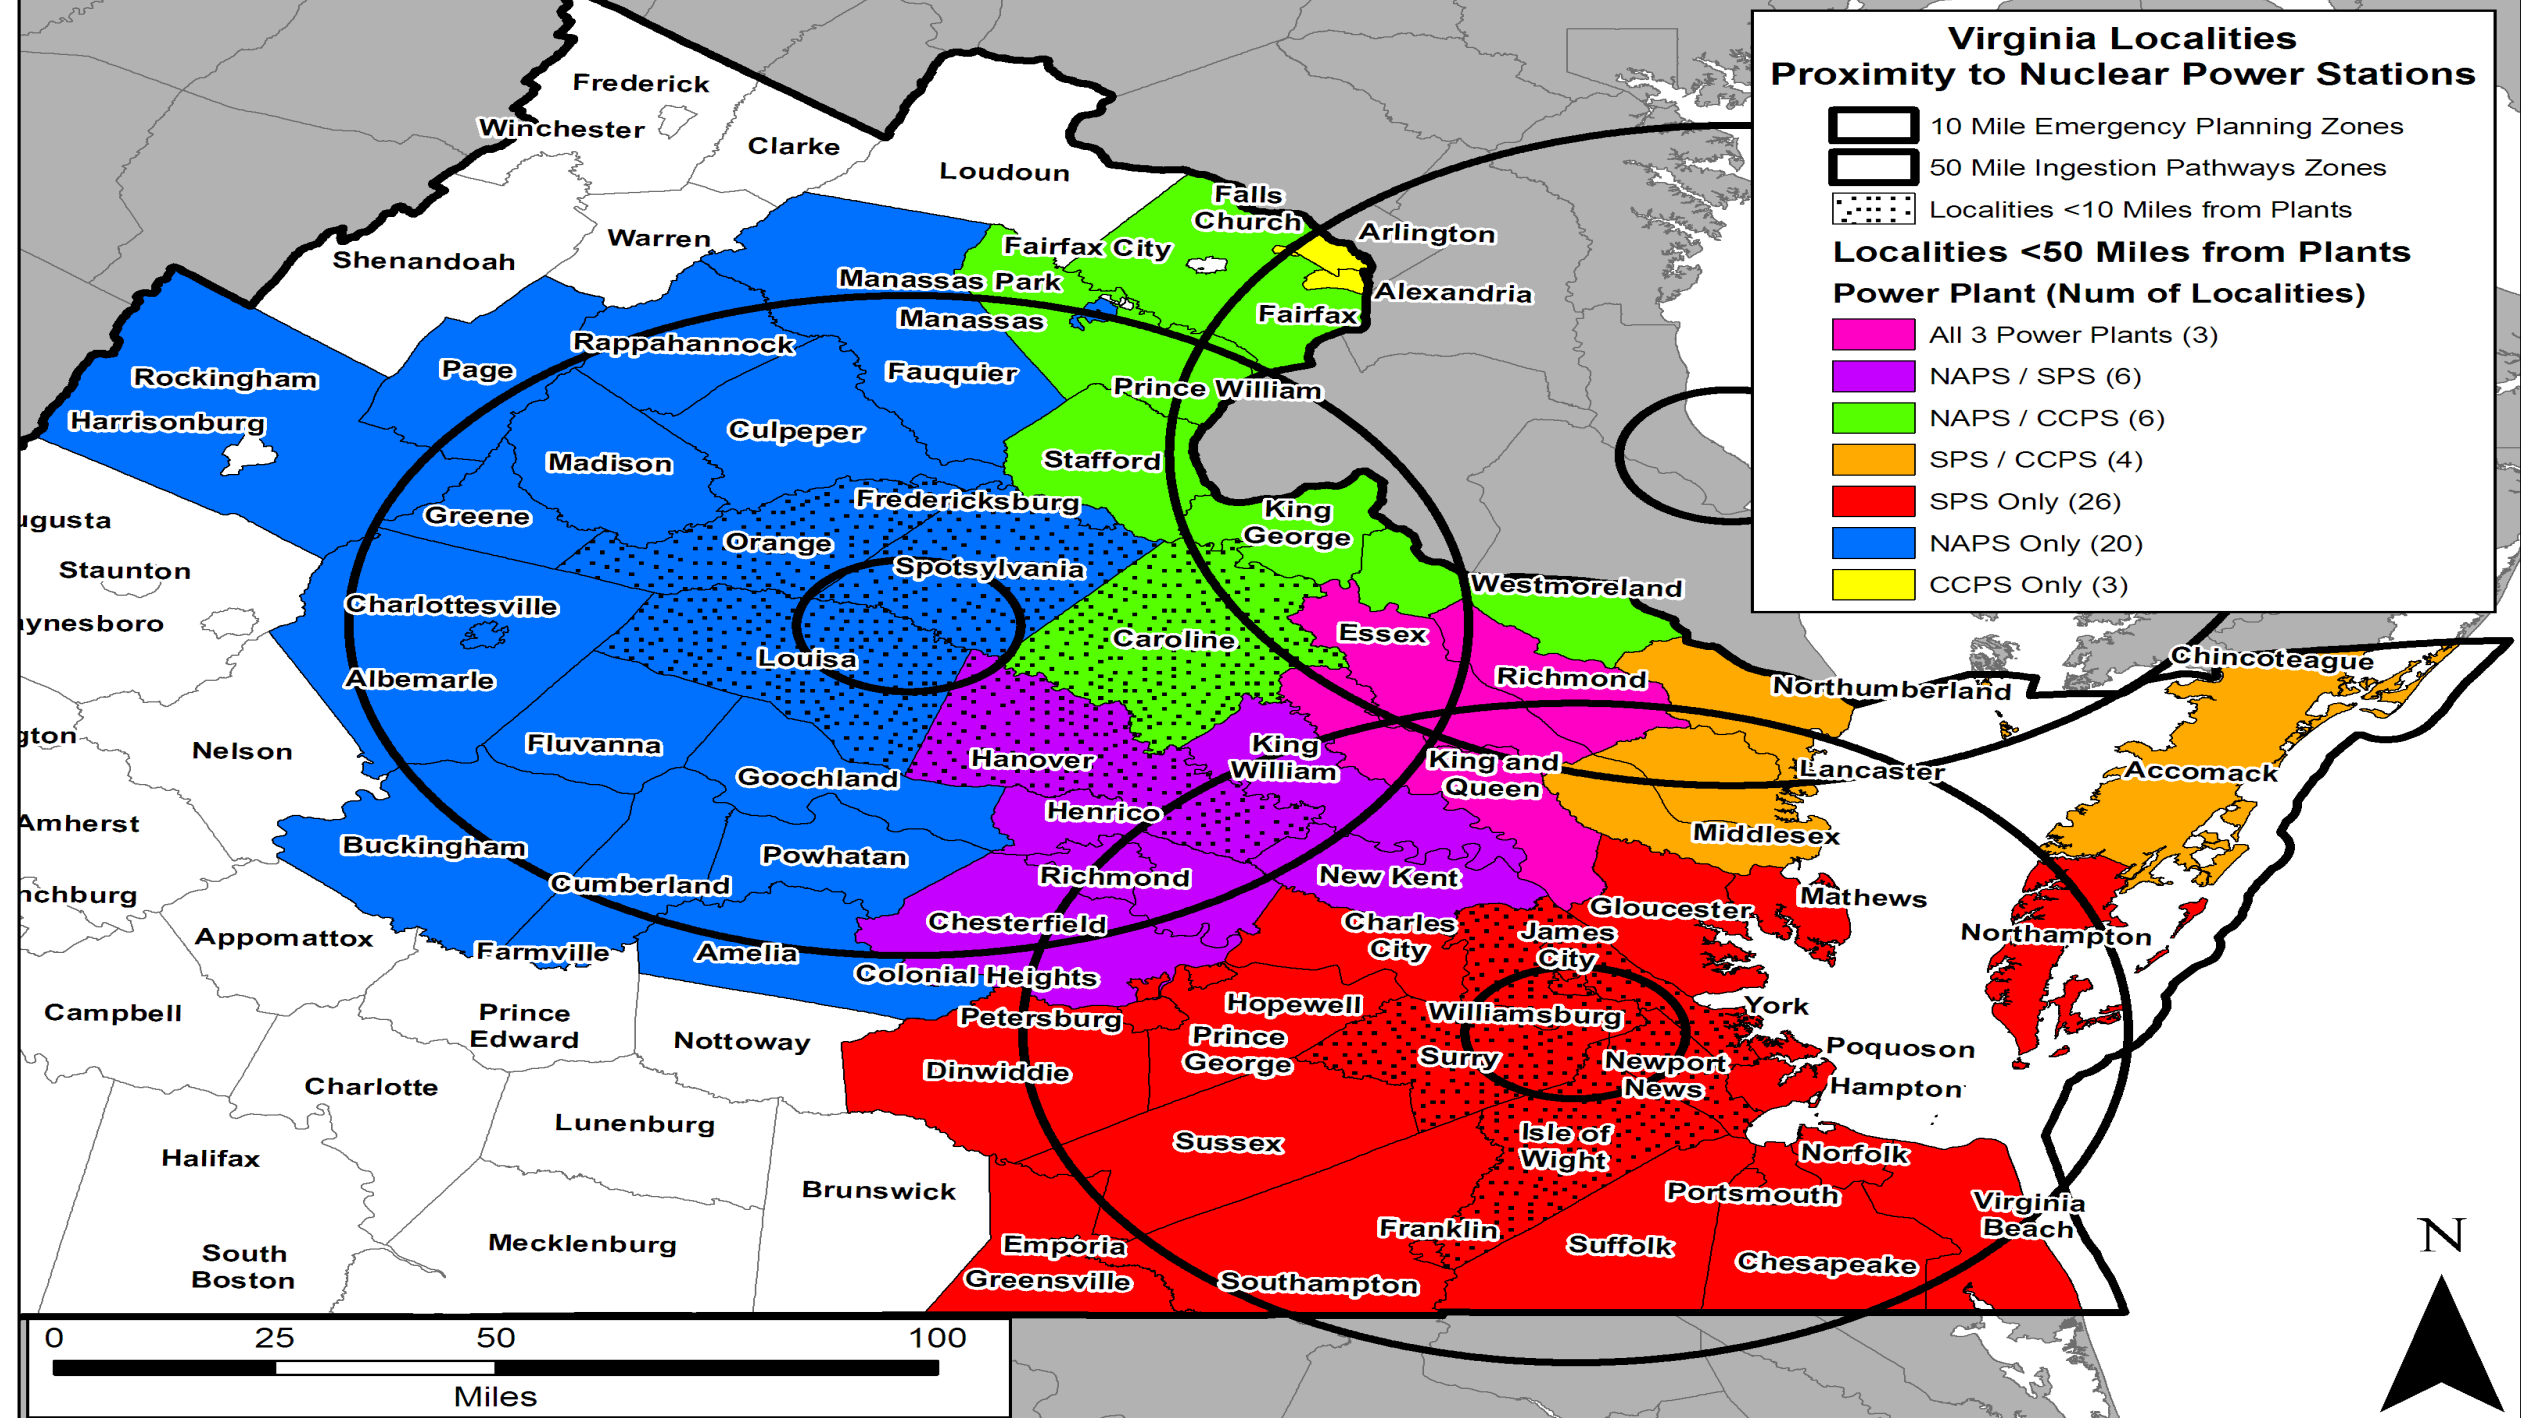 Virginia Localities
Proximity to Nuclear Power Stations
10 Mile Emergency Planning Zones
50 Mile Ingestion Pathways Zones
Localities <10 Miles from Plants
Localities <50 Miles from Plants
Power Plant (Num of Localities)
All 3 Power Plants (3)
NAPS / SPS (6)
NAPS / CCPS (6)
SPS / CCPS (4)
SPS Only (26)
NAPS Only (20)
CCPS Only (3)
Frederick
Winchester
Clarke
Loudoun
Falls
Church
Arlington
Warren
Fairfax City
Shenandoah
Manassas Park
Alexandria
Fairfax
Manassas
Rappahannock
Page
Fauquier
Rockingham
Prince William
Harrisonburg
Culpeper
Madison
Stafford
Fredericksburg
King
George
Greene
ugusta
Orange
Spotsylvania
Staunton
Westmoreland
Charlottesville
aynesboro
Essex
Caroline
Louisa
Chincoteague
Albemarle
Richmond
Northumberland
gton
Nelson
Fluvanna
Hanover
King
William
King and
Queen
Lancaster
Accomack
Goochland
Henrico
Amherst
Middlesex
Buckingham
Powhatan
Richmond
New Kent
Cumberland
nchburg
Mathews
Gloucester
Chesterfield
Charles
City
James
City
Northampton
Appomattox
Farmville
Amelia
Colonial Heights
Hopewell
York
Campbell
Prince
Edward
Petersburg
Williamsburg
Nottoway
Prince
George
Surry
Newport
News
Poquoson
Dinwiddie
Hampton
Charlotte
Lunenburg
Sussex
Isle of
Wight
Norfolk
Halifax
Brunswick
Portsmouth
Virginia
Beach
Franklin
Mecklenburg
Emporia
Suffolk
South
Boston
Chesapeake
Greensville
Southampton
N
0 25 50 100
Miles